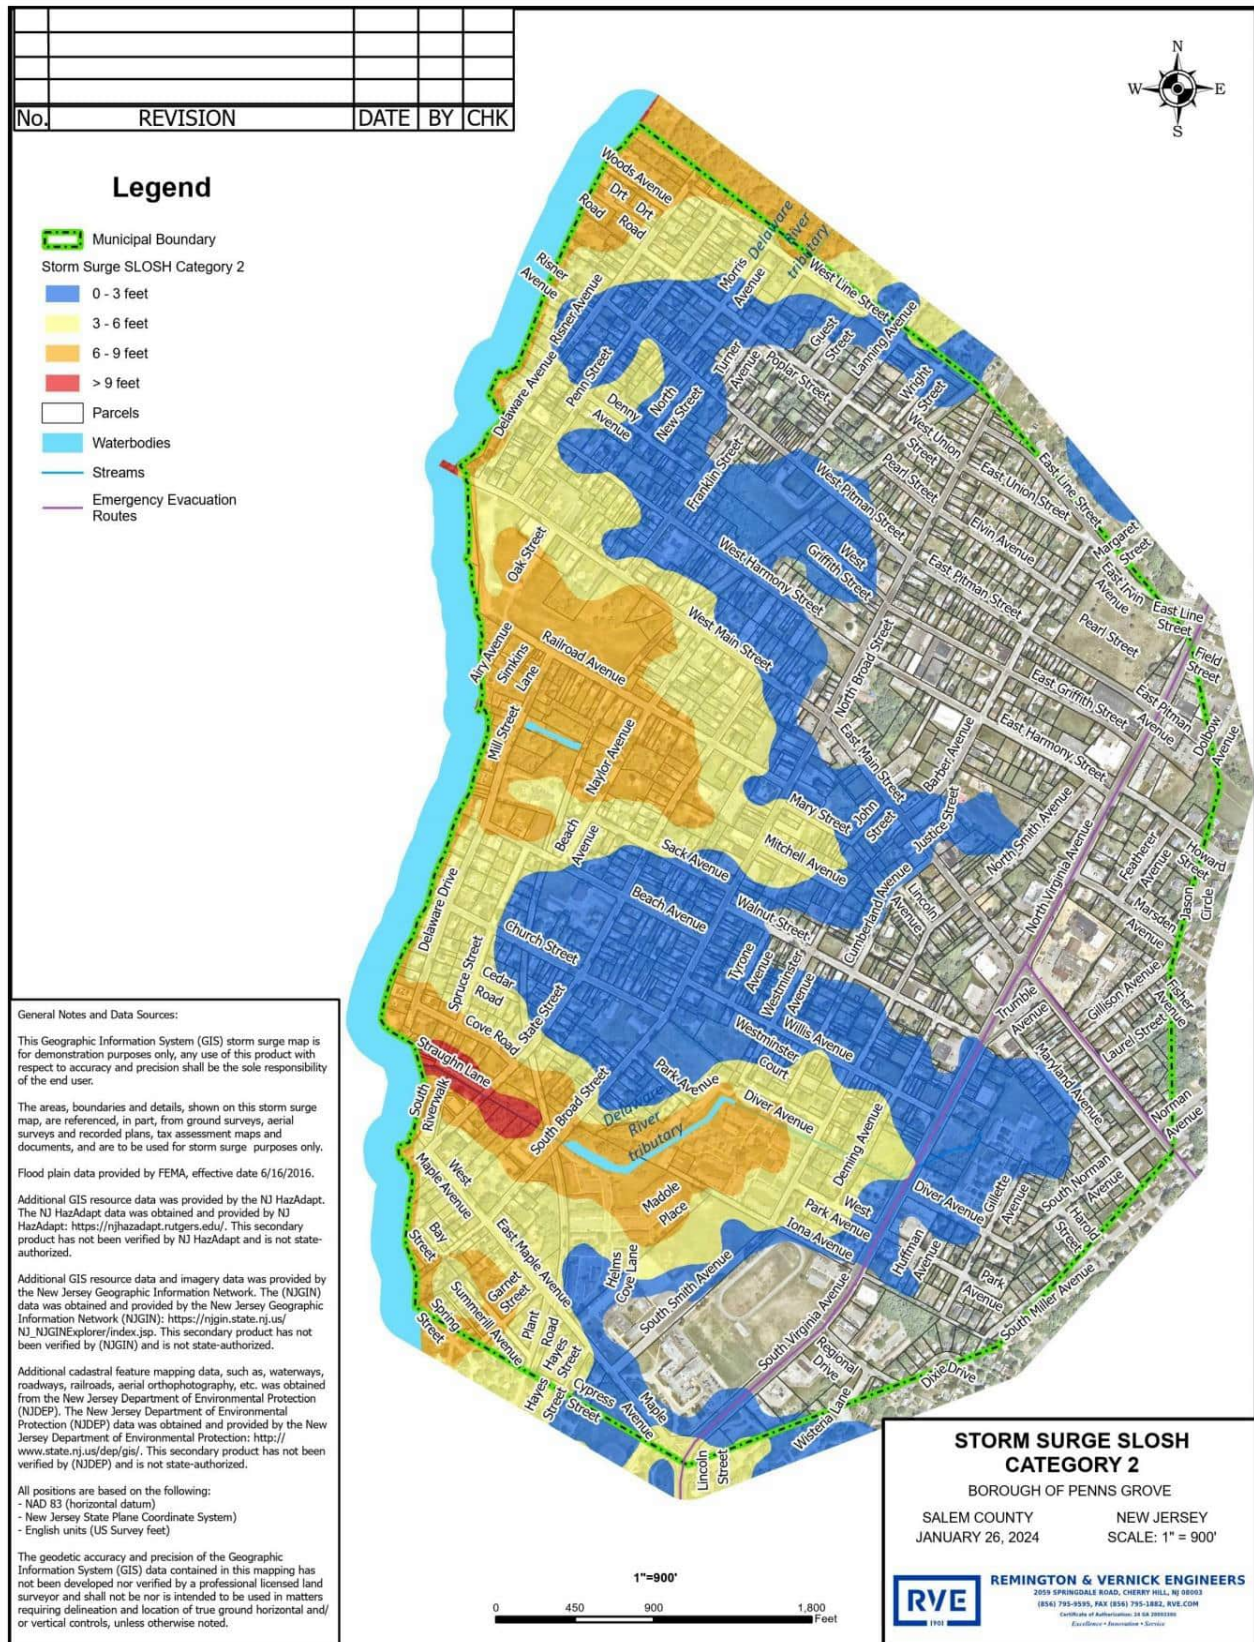 No. REVISION DATE BY CHK
N
W E
S
Legend
Municipal Boundary
Storm Surge SLOSH Category 2
0 - 3 feet
3 - 6 feet
6 - 9 feet
> 9 feet
Parcels
Waterbodies
Streams
Emergency Evacuation
Routes
Woods Avenue
Drt
Road
Drt
Road
Risner
Avenue
Risner Avenue
Delaware Avenue
Morris
Avenue
Delaware
River
tributary
West Line Street
Penn Street
Denny
Avenue
North
New Street
Turner
Avenue
Poplar Street
Guest
Street
Lanning Avenue
Wright
Street
West Union
Street
Franklin Street
West Pitman Street
Pearl Street
East Union Street
East Line Street
Elvin Avenue
Margaret
Street
West
Griffith Street
West Harmony Street
East Pitman Street
East Irvin
Avenue
Pearl Street
East Line
Street
Field
Street
Oak Street
Airy Avenue
Simkins
Lane
Railroad Avenue
West Main Street
North Broad Street
East Griffith Street
East Pitman
Avenue
East Harmony Street
Dolbow
Avenue
Mill Street
Naylor Avenue
East Main Street
Barber Avenue
Mary Street
John
Street
Justice Street
North Smith Avenue
North Virginia Avenue
Featherer
Avenue
Howard
Street
Beach
Avenue
Sack Avenue
Mitchell Avenue
Delaware Drive
Beach Avenue
Walnut Street
Cumberland Avenue
Lincoln
Avenue
Marsden
Avenue
Jason
Circle
Church Street
Spruce Street
Cedar
Road
State Street
Cove Road
Tyrone
Avenue
Westminster
Avenue
Willis Avenue
Westminster
Court
Trumble
Avenue
Gillison Avenue
Fisher
Avenue
Laurel Street
Maryland Avenue
Norman
Avenue
Straughn Lane
South
Riverwalk
South Broad Street
Park Avenue
Delaware
River
tributary
Diver Avenue
Deming Avenue
Madole
Place
West
Park Avenue
Iona Avenue
Diver Avenue
Gillette
Avenue
South Norman
Avenue
Harold
Street
Huffman
Avenue
Park
Avenue
South Miller Avenue
West
Maple Avenue
Bay
Street
East Maple Avenue
Helms
Cove Lane
South Smith Avenue
South Virginia Avenue
Garnet
Street
Summerill Avenue
Spring
Street
Plant
Road
Hayes
Street
Hayes
Street
Cypress
Street
Maple
Avenue
Regional
Drive
Wisteria Lane
Dixie Drive
Lincoln
Street
General Notes and Data Sources:
This Geographic Information System (GIS) storm surge map is
for demonstration purposes only, any use of this product with
respect to accuracy and precision shall be the sole responsibility
of the end user.
The areas, boundaries and details, shown on this storm surge
map, are referenced, in part, from ground surveys, aerial
surveys and recorded plans, tax assessment maps and
documents, and are to be used for storm surge purposes only.
Flood plain data provided by FEMA, effective date 6/16/2016.
Additional GIS resource data was provided by the NJ HazAdapt.
The NJ HazAdapt data was obtained and provided by NJ
HazAdapt: https://njhazadapt.rutgers.edu/. This secondary
product has not been verified by NJ HazAdapt and is not state-
authorized.
Additional GIS resource data and imagery data was provided by
the New Jersey Geographic Information Network. The (NJGIN)
data was obtained and provided by the New Jersey Geographic
Information Network (NJGIN): https://njgin.state.nj.us/
NJ_NJGINExplorer/index.jsp. This secondary product has not
been verified by (NJGIN) and is not state-authorized.
Additional cadastral feature mapping data, such as, waterways,
roadways, railroads, aerial orthophotography, etc. was obtained
from the New Jersey Department of Environmental Protection
(NJDEP). The New Jersey Department of Environmental
Protection (NJDEP) data was obtained and provided by the New
Jersey Department of Environmental Protection: http://
www.state.nj.us/dep/gis/. This secondary product has not been
verified by (NJDEP) and is not state-authorized.
All positions are based on the following:
- NAD 83 (horizontal datum)
- New Jersey State Plane Coordinate System)
- English units (US Survey feet)
The geodetic accuracy and precision of the Geographic
Information System (GIS) data contained in this mapping has
not been developed nor verified by a professional licensed land
surveyor and shall not be nor is intended to be used in matters
requiring delineation and location of true ground horizontal and/
or vertical controls, unless otherwise noted.
1"=900'
0 450 900 1,800
Feet
STORM SURGE SLOSH
CATEGORY 2
BOROUGH OF PENNS GROVE
SALEM COUNTY NEW JERSEY
JANUARY 26, 2024 SCALE: 1" = 900'
RVE
1901
REMINGTON & VERNICK ENGINEERS
2059 SPRINGDALE ROAD, CHERRY HILL, NJ 08003
(856) 795-9595, FAX (856) 795-1882, RVE.COM
Certificate of Authorization:
Excellence • Innovation • Service